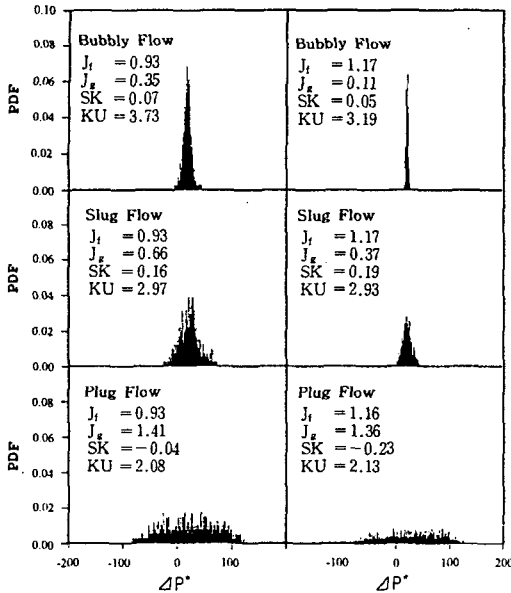 0.10
0.08
0.06
0.04
0.02
0.00
PDF
Bubbly Flow
J_f = 0.93
J_g = 0.35
SK = 0.07
KU = 3.73
Bubbly Flow
J_f = 1.17
J_g = 0.11
SK = 0.05
KU = 3.19
0.08
0.06
0.04
0.02
0.00
PDF
Slug Flow
J_f = 0.93
J_g = 0.66
SK = 0.16
KU = 2.97
Slug Flow
J_f = 1.17
J_g = 0.37
SK = 0.19
KU = 2.93
0.08
0.06
0.04
0.02
0.00
PDF
Plug Flow
J_f = 0.93
J_g = 1.41
SK = -0.04
KU = 2.08
Plug Flow
J_f = 1.16
J_g = 1.36
SK = -0.23
KU = 2.13
-200 -100 0 100 -100 0 100 200
ΔP* ΔP*